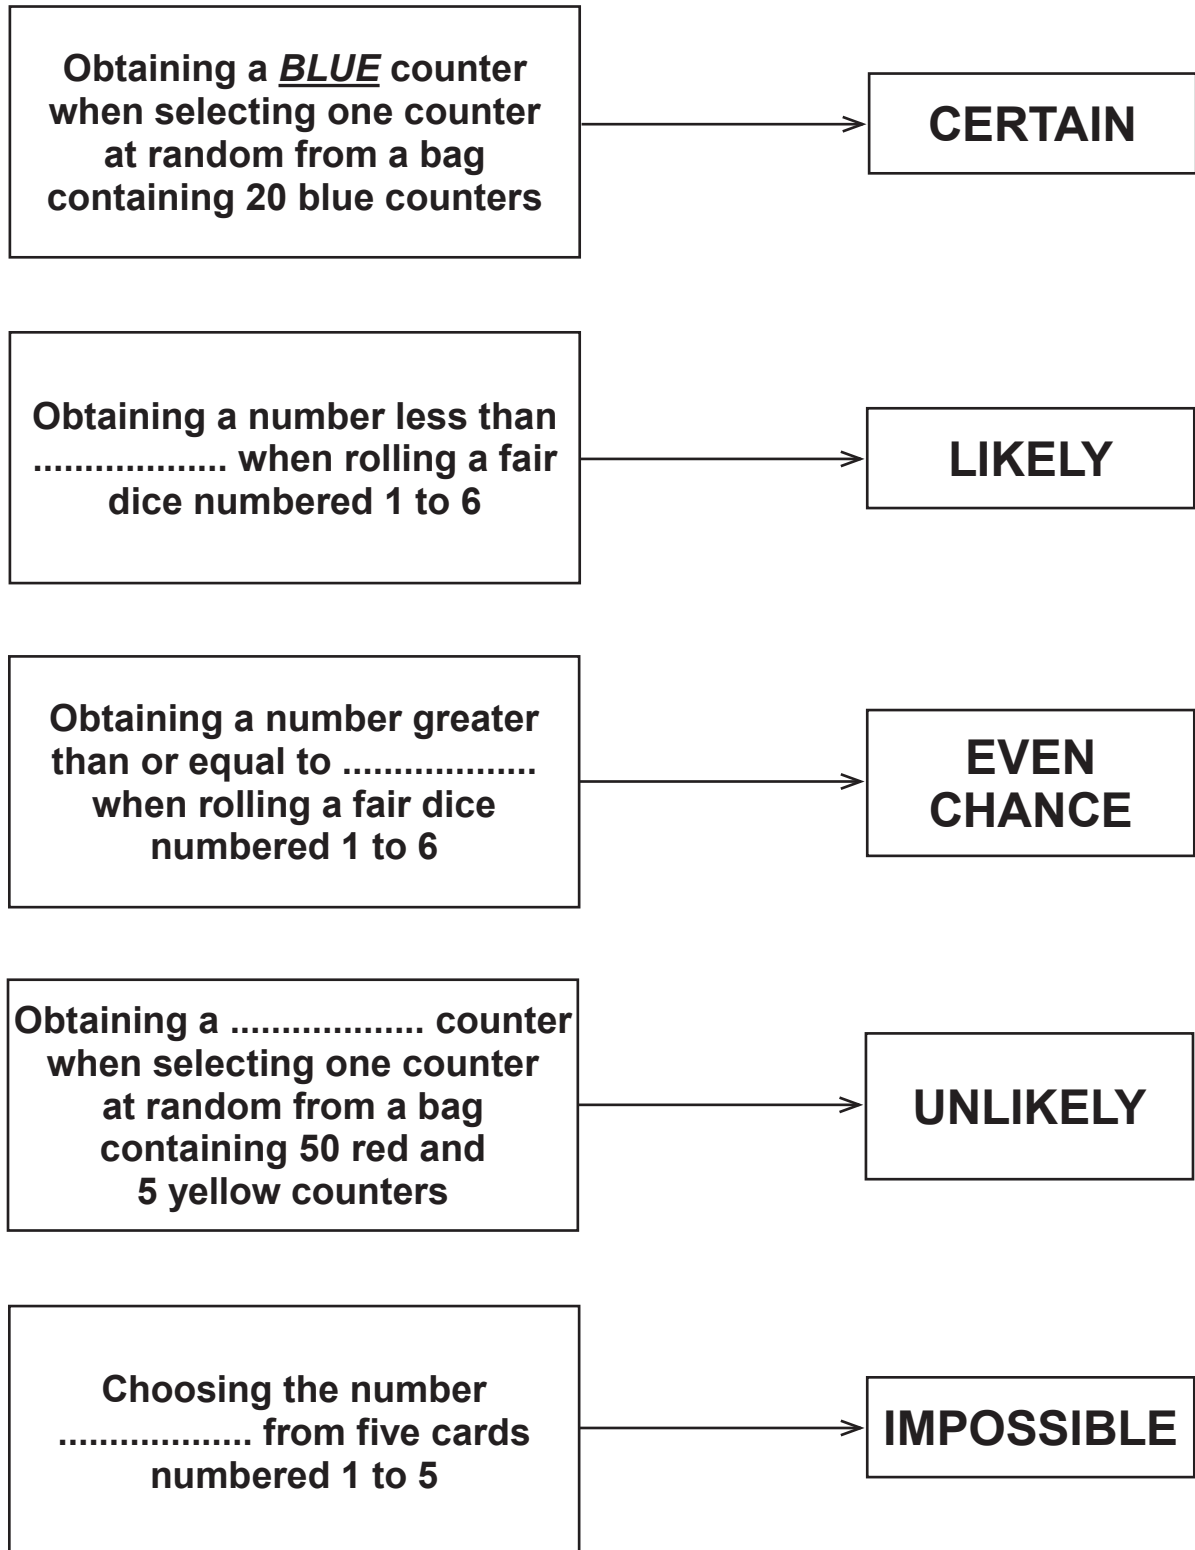 Obtaining a BLUE counter
when selecting one counter
at random from a bag
containing 20 blue counters
CERTAIN
Obtaining a number less than
................... when rolling a fair
dice numbered 1 to 6
LIKELY
Obtaining a number greater
than or equal to ...................
when rolling a fair dice
numbered 1 to 6
EVEN
CHANCE
Obtaining a ................... counter
when selecting one counter
at random from a bag
containing 50 red and
5 yellow counters
UNLIKELY
Choosing the number
................... from five cards
numbered 1 to 5
IMPOSSIBLE